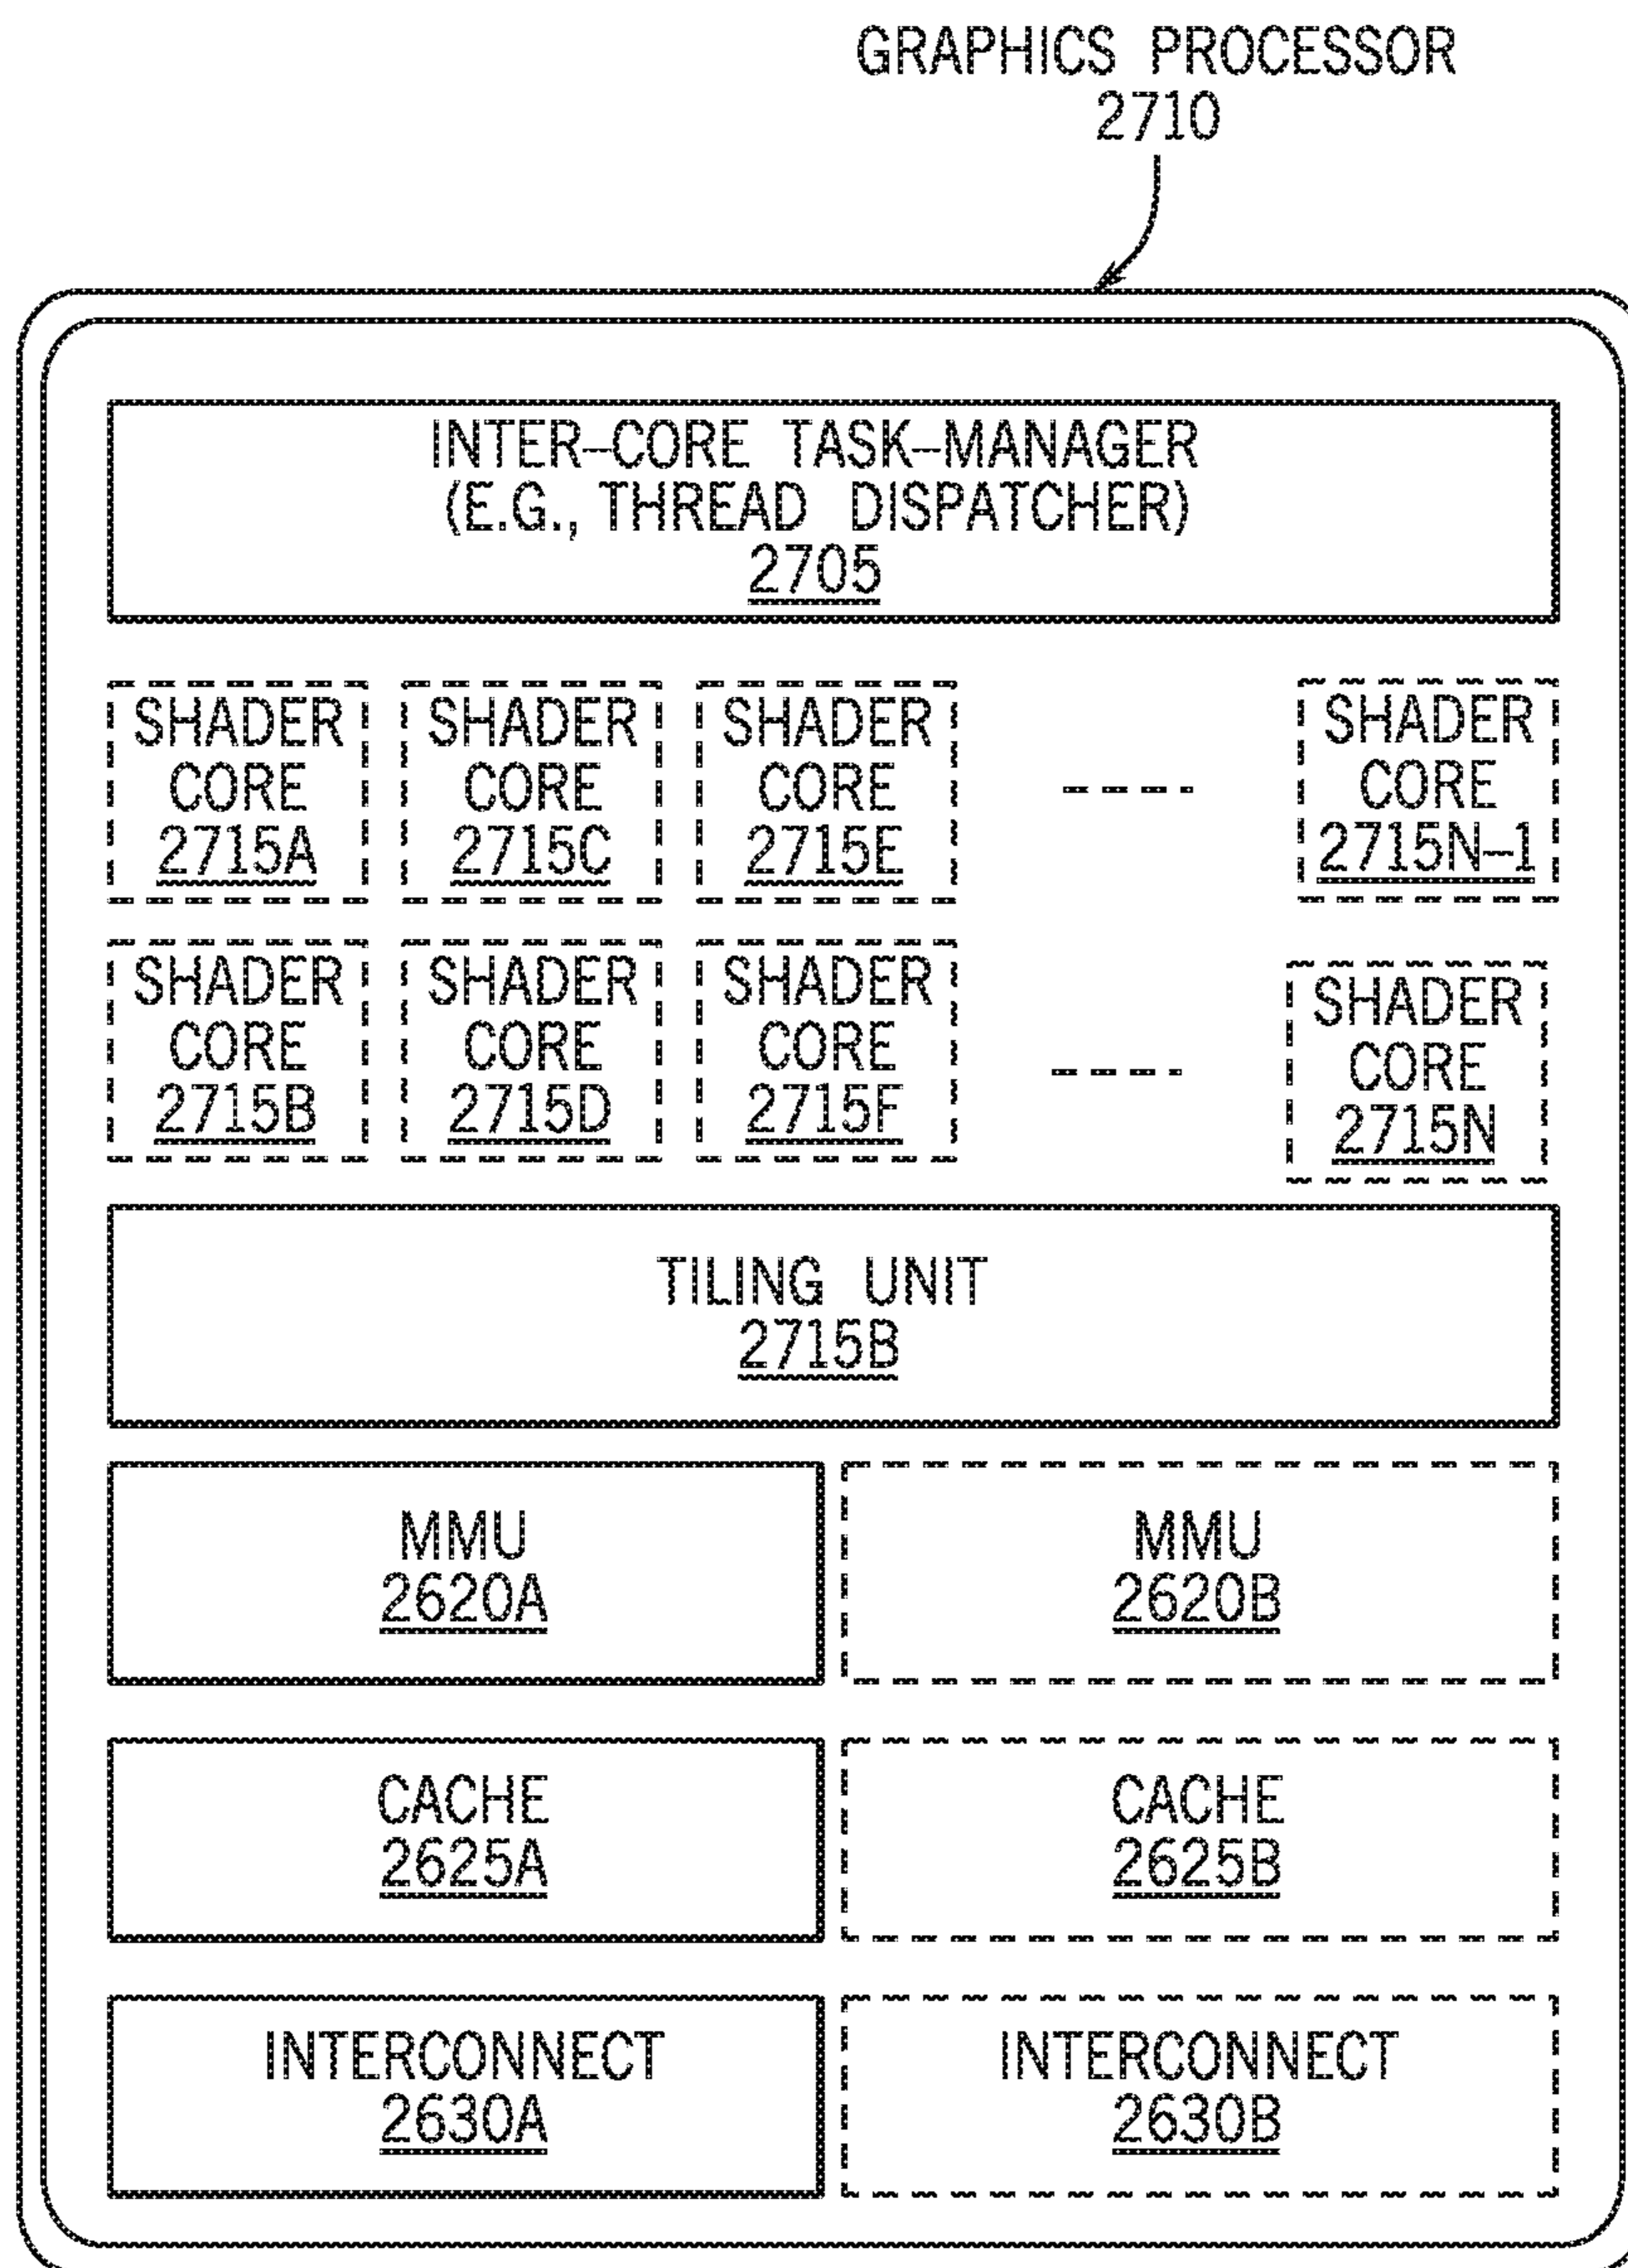 GRAPHICS PROCESSOR
2710
INTER-CORE TASK-MANAGER
(E.G., THREAD DISPATCHER)
2705
SHADER
CORE
2715A
SHADER
CORE
2715C
SHADER
CORE
2715E
SHADER
CORE
2715N-1
SHADER
CORE
2715B
SHADER
CORE
2715D
SHADER
CORE
2715F
SHADER
CORE
2715N
TILING UNIT
2715B
MMU
2620A
MMU
2620B
CACHE
2625A
CACHE
2625B
INTERCONNECT
2630A
INTERCONNECT
2630B